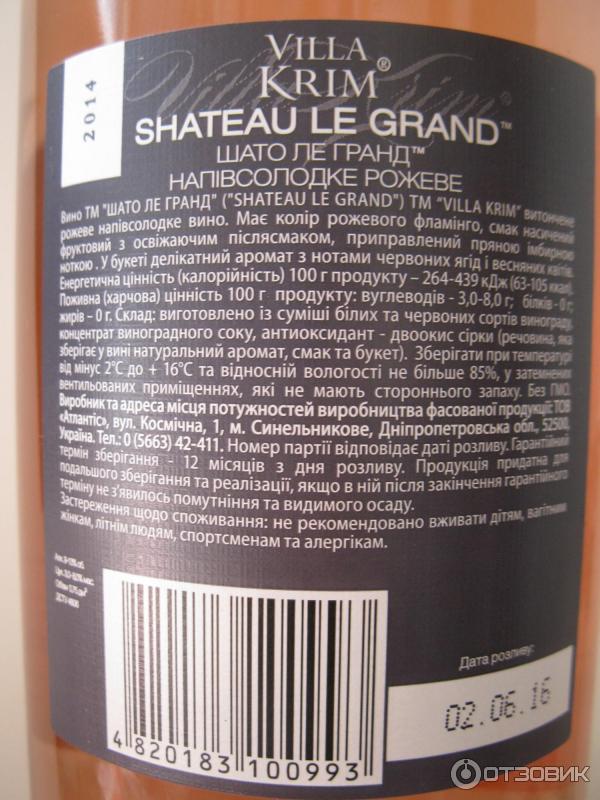 2014
VILLA
KRIM®
SHATEAU LE GRAND™
ШАТО ЛЕ ГРАНД™
НАПІВСОЛОДКЕ РОЖЕВЕ
Вино ТМ "ШАТО ЛЕ ГРАНД" ("SHATEAU LE GRAND") ТМ "VILLA KRIM" витончене
рожеве напівсолодке вино. Має колір рожевого фламінго, смак насичений
фруктовий з освіжаючим післясмаком, приправлений пряною імбирною
ноткою . У букеті делікатний аромат з нотами червоних ягід і весняних квітів.
Енергетична цінність (калорійність) 100 г продукту – 264-439 кДж (63-105 ккал).
Поживна (харчова) цінність 100 г продукту: вуглеводів - 3,0-8,0 г; білків - 0 г;
жирів – 0 г. Склад: виготовлено із суміші білих та червоних сортів винограду,
концентрат виноградного соку, антиоксидант - двоокис сірки (речовина, яка
зберігає у вині натуральний аромат, смак та букет). Зберігати при температурі
від мінус 2°С до + 16°С та відносній вологості не більше 85%, у затемнених
вентильованих приміщеннях, які не мають стороннього запаху. Без ГМО.
Виробник та адреса місця потужностей виробництва фасованої продукції: ТОВ
«Атлантіс», вул. Космічна, 1, м. Синельникове, Дніпропетровська обл., 52500,
Україна. Тел.: 0 (5663) 42-411. Номер партії відповідає даті розливу. Гарантійний
термін зберігання - 12 місяців з дня розливу. Продукція придатна для
подальшого зберігання та реалізації, якщо в ній після закінчення гарантійного
терміну не з'явилось помутніння та видимого осаду.
Застереження щодо споживання: не рекомендовано вживати дітям, вагітним
жінкам, літнім людям, спортсменам та алергікам.
Дата розливу:
02.06.16
4 820183 100993
ОТЗОВИК